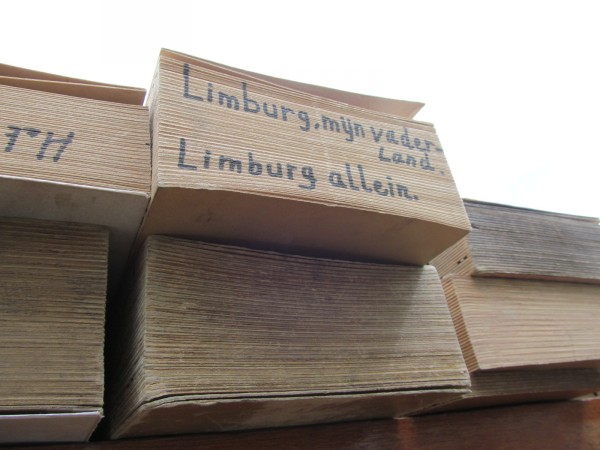 Limburg, mijn vader-
Land.
Limburg allein.